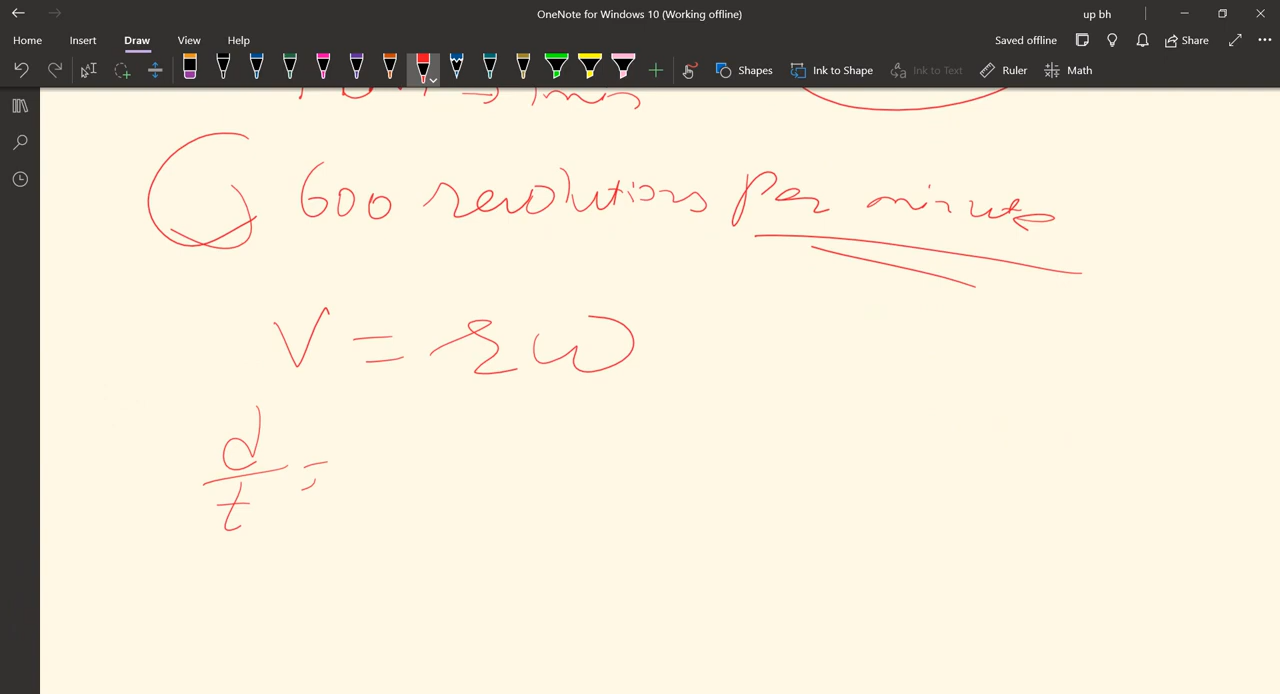 OneNote for Windows 10 (Working offline)
up bh
Home Insert Draw View Help
Saved offline
Share
Shapes
Ink to Shape
Ink to Text
Ruler
Math
600 revolutions per minute
V = rω
d/t =